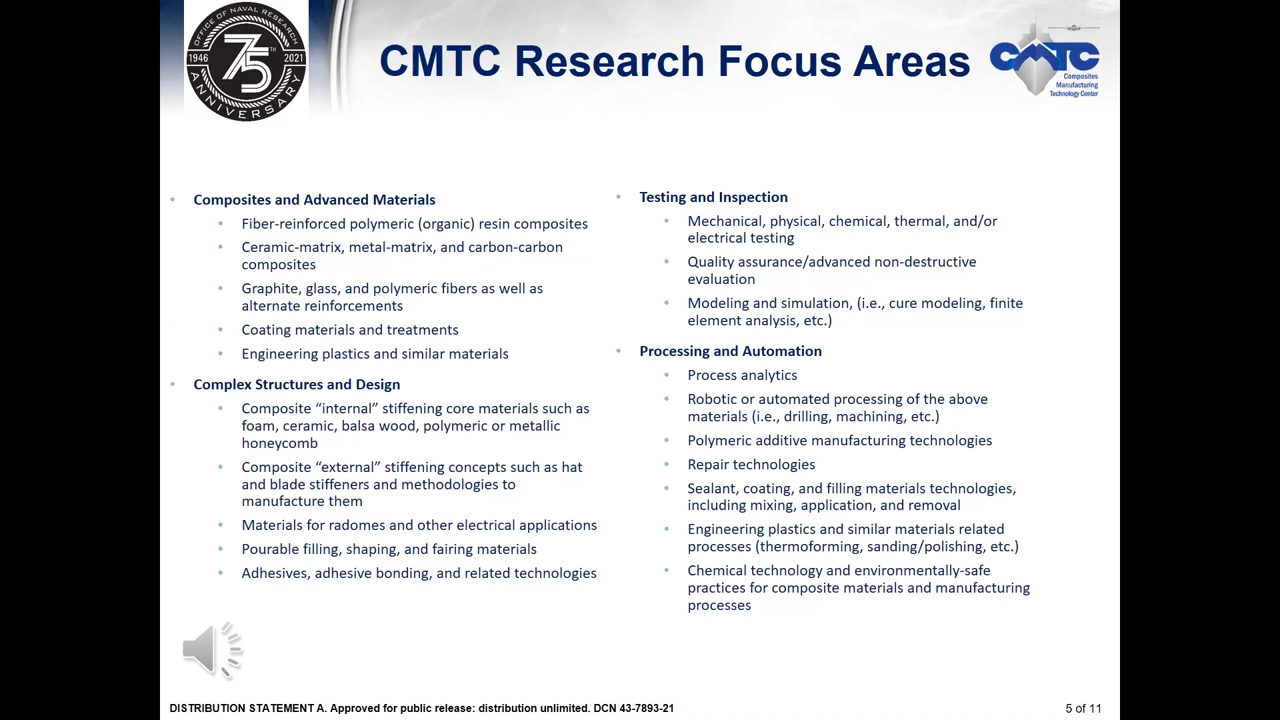 OFFICE OF NAVAL RESEARCH
1946 75TH 2021
ANNIVERSARY
CMTC Research Focus Areas
CMTC
Composites
Manufacturing
Technology Center
• Composites and Advanced Materials
• Fiber-reinforced polymeric (organic) resin composites
• Ceramic-matrix, metal-matrix, and carbon-carbon
composites
• Graphite, glass, and polymeric fibers as well as
alternate reinforcements
• Coating materials and treatments
• Engineering plastics and similar materials
• Complex Structures and Design
• Composite “internal” stiffening core materials such as
foam, ceramic, balsa wood, polymeric or metallic
honeycomb
• Composite “external” stiffening concepts such as hat
and blade stiffeners and methodologies to
manufacture them
• Materials for radomes and other electrical applications
• Pourable filling, shaping, and fairing materials
• Adhesives, adhesive bonding, and related technologies
• Testing and Inspection
• Mechanical, physical, chemical, thermal, and/or
electrical testing
• Quality assurance/advanced non-destructive
evaluation
• Modeling and simulation, (i.e., cure modeling, finite
element analysis, etc.)
• Processing and Automation
• Process analytics
• Robotic or automated processing of the above
materials (i.e., drilling, machining, etc.)
• Polymeric additive manufacturing technologies
• Repair technologies
• Sealant, coating, and filling materials technologies,
including mixing, application, and removal
• Engineering plastics and similar materials related
processes (thermoforming, sanding/polishing, etc.)
• Chemical technology and environmentally-safe
practices for composite materials and manufacturing
processes
DISTRIBUTION STATEMENT A. Approved for public release: distribution unlimited. DCN 43-7893-21
5 of 11